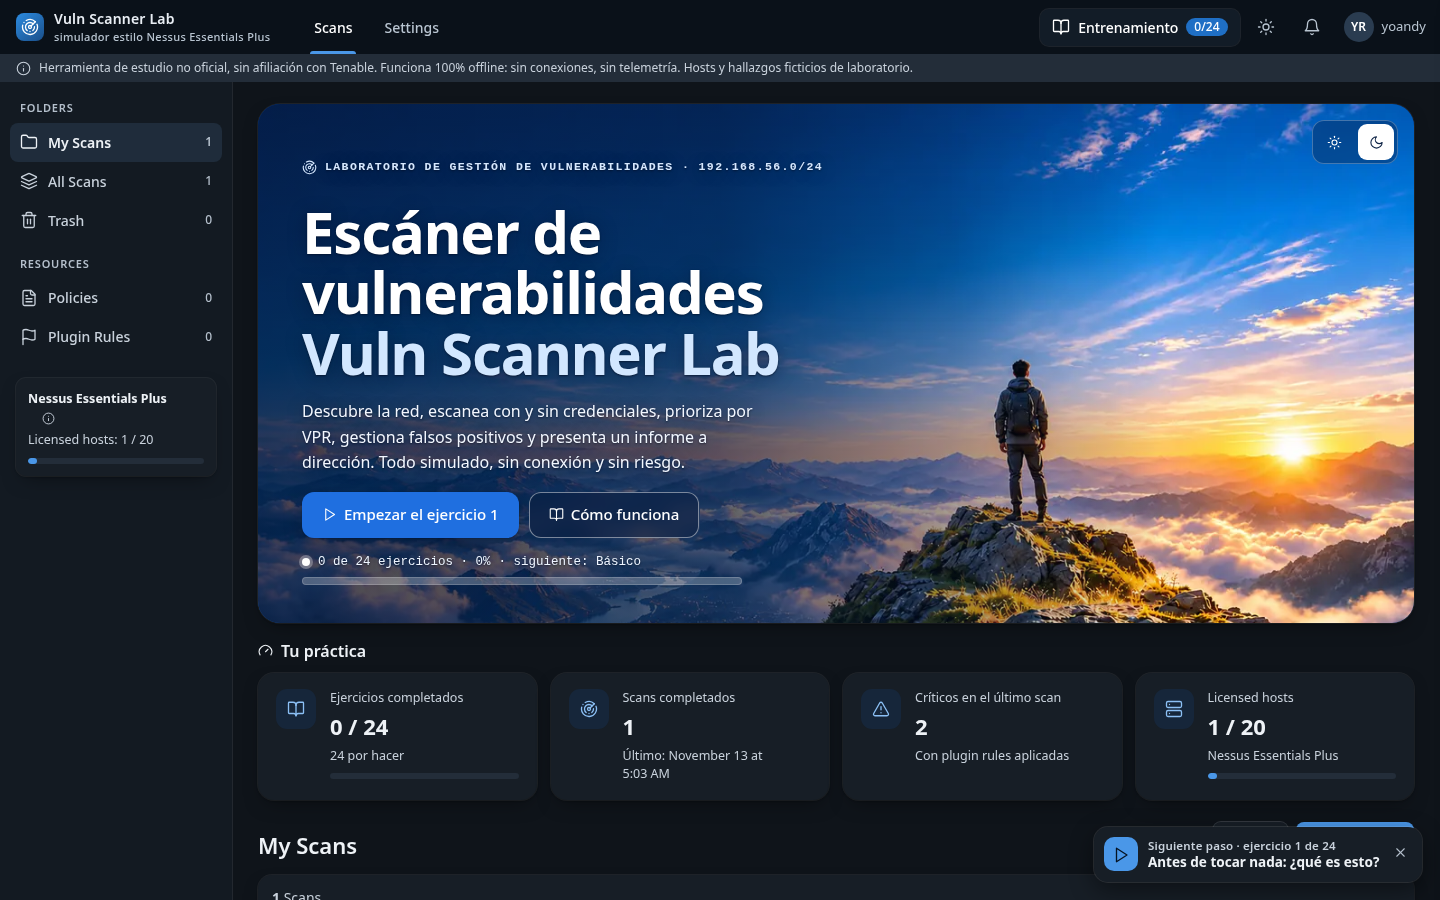 Vuln Scanner Lab
simulador estilo Nessus Essentials Plus
Scans
Settings
Entrenamiento 0/24
YR yoandy
Herramienta de estudio no oficial, sin afiliación con Tenable. Funciona 100% offline: sin conexiones, sin telemetría. Hosts y hallazgos ficticios de laboratorio.
FOLDERS
My Scans 1
All Scans 1
Trash 0
RESOURCES
Policies 0
Plugin Rules 0
Nessus Essentials Plus
Licensed hosts: 1 / 20
LABORATORIO DE GESTIÓN DE VULNERABILIDADES · 192.168.56.0/24
Escáner de
vulnerabilidades
Vuln Scanner Lab
Descubre la red, escanea con y sin credenciales, prioriza por
VPR, gestiona falsos positivos y presenta un informe a
dirección. Todo simulado, sin conexión y sin riesgo.
Empezar el ejercicio 1
Cómo funciona
0 de 24 ejercicios · 0% · siguiente: Básico
Tu práctica
Ejercicios completados
0 / 24
24 por hacer
Scans completados
1
Último: November 13 at
5:03 AM
Críticos en el último scan
2
Con plugin rules aplicadas
Licensed hosts
1 / 20
Nessus Essentials Plus
My Scans
1 Scans
Siguiente paso · ejercicio 1 de 24
Antes de tocar nada: ¿qué es esto?